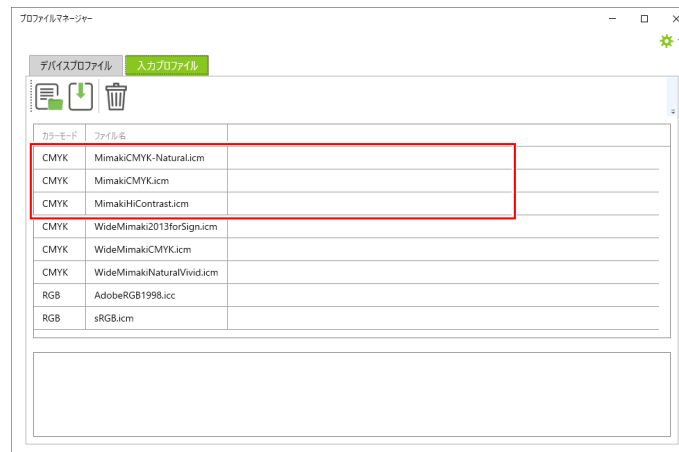 プロファイルマネージャー
デバイスプロファイル 入力プロファイル
カラーモード ファイル名
CMYK MimakiCMYK-Natural.icm
CMYK MimakiCMYK.icm
CMYK MimakiHiContrast.icm
CMYK WideMimaki2013forSign.icm
CMYK WideMimakiCMYK.icm
CMYK WideMimakiNaturalVivid.icm
RGB AdobeRGB1998.icc
RGB sRGB.icm